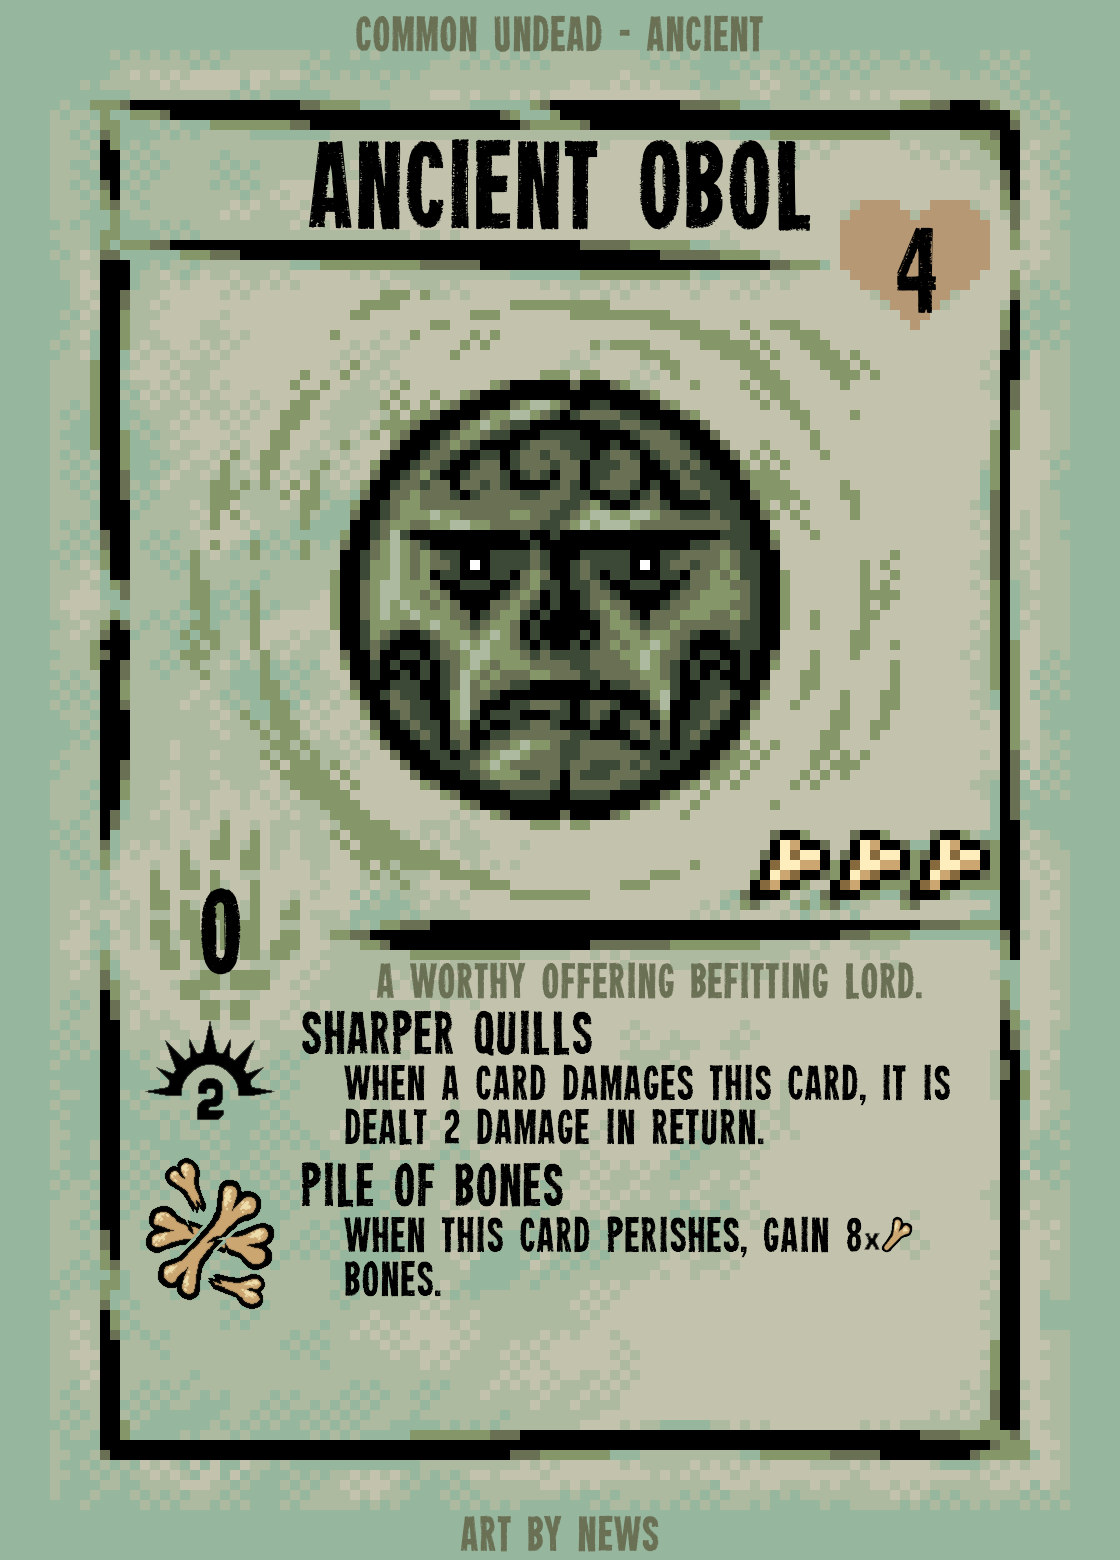 COMMON UNDEAD - ANCIENT
ANCIENT OBOL
4
0
A WORTHY OFFERING BEFITTING LORD.
SHARPER QUILLS
2
WHEN A CARD DAMAGES THIS CARD, IT IS
DEALT 2 DAMAGE IN RETURN.
PILE OF BONES
WHEN THIS CARD PERISHES, GAIN 8x
BONES.
ART BY NEWS